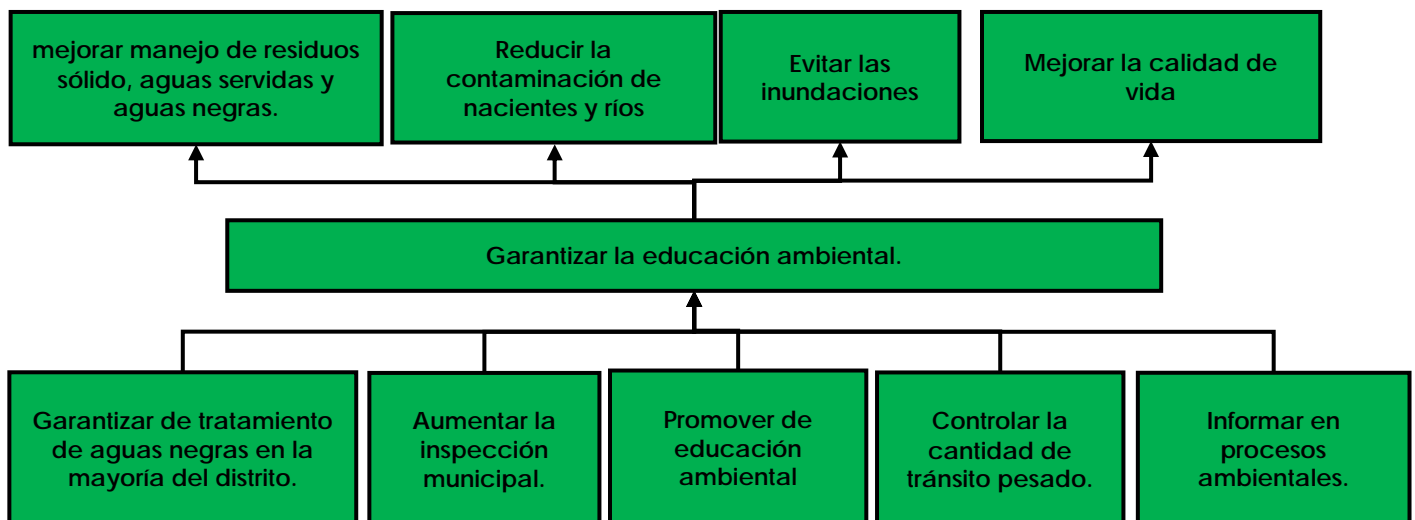 mejorar manejo de residuos
sólido, aguas servidas y
aguas negras.
Reducir la
contaminación de
nacientes y ríos
Evitar las
inundaciones
Mejorar la calidad de
vida
Garantizar la educación ambiental.
Garantizar de tratamiento
de aguas negras en la
mayoría del distrito.
Aumentar la
inspección
municipal.
Promover de
educación
ambiental
Controlar la
cantidad de
tránsito pesado.
Informar en
procesos
ambientales.